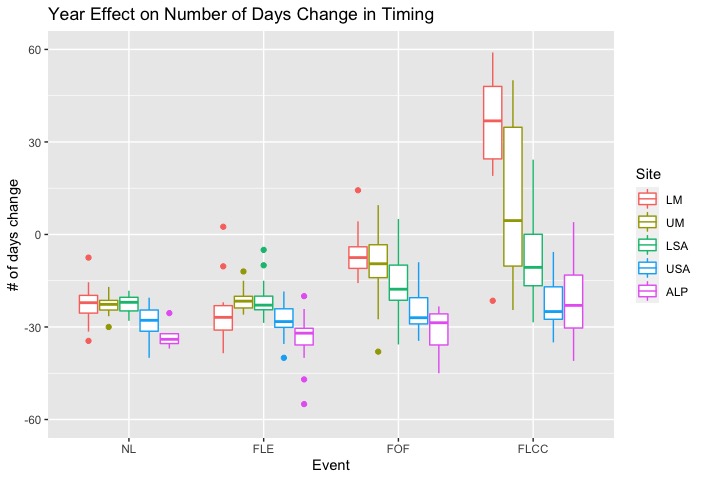 Year Effect on Number of Days Change in Timing
# of days change
60
30
0
-30
-60
NL
FLE
FOF
FLCC
Event
Site
LM
UM
LSA
USA
ALP